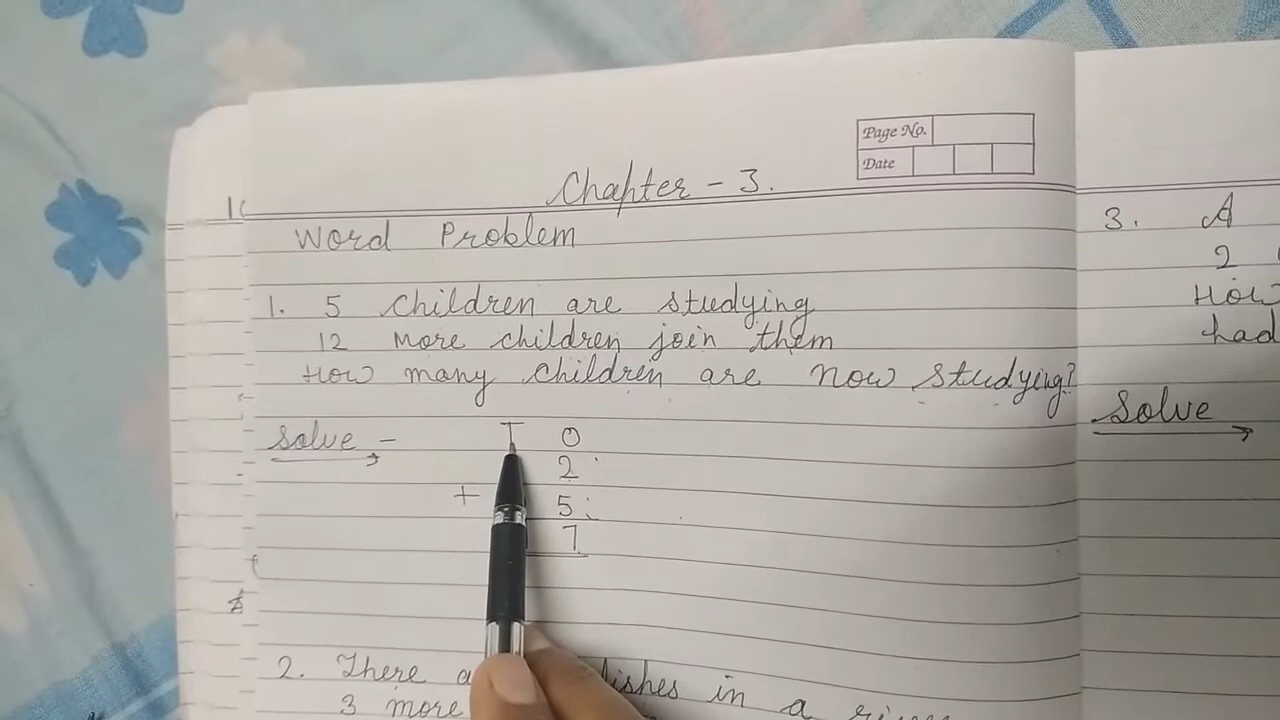 Page No.
Date
Chapter - 3.
Word Problem
1. 5 children are studying
12 more children join them
How many children are now studying?
Solve -
T O
2
+ 5
7
2. There
3 more
in a
3. A
2
How
had
Solve